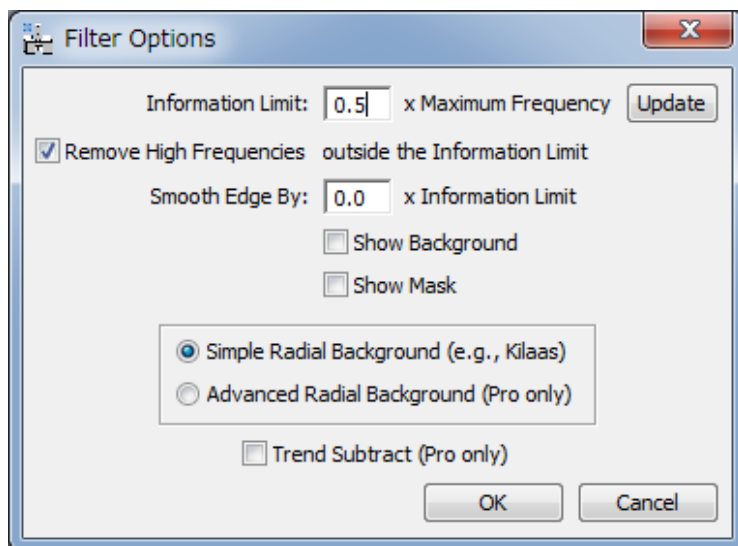 Filter Options
Information Limit: 0.5 x Maximum Frequency Update
Remove High Frequencies outside the Information Limit
Smooth Edge By: 0.0 x Information Limit
Show Background
Show Mask
Simple Radial Background (e.g., Kilaas)
Advanced Radial Background (Pro only)
Trend Subtract (Pro only)
OK Cancel